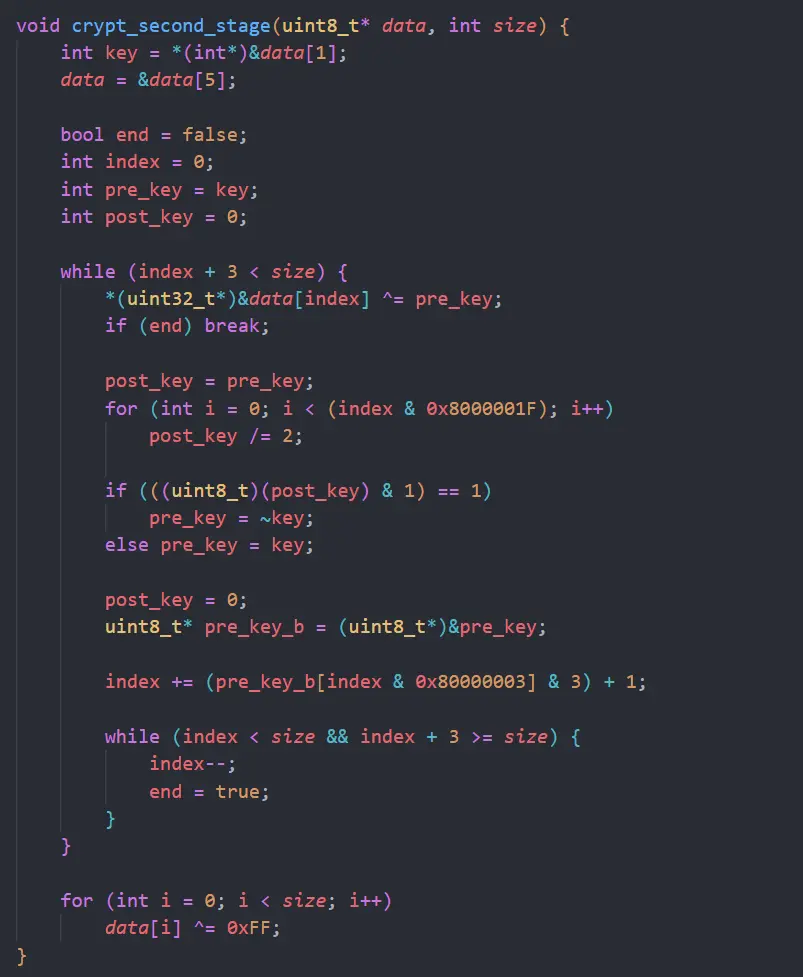 void crypt_second_stage(uint8_t* data, int size) {
    int key = *(int*)&data[1];
    data = &data[5];

    bool end = false;
    int index = 0;
    int pre_key = key;
    int post_key = 0;

    while (index + 3 < size) {
        *(uint32_t*)&data[index] ^= pre_key;
        if (end) break;

        post_key = pre_key;
        for (int i = 0; i < (index & 0x8000001F); i++)
            post_key /= 2;

        if (((uint8_t)(post_key) & 1) == 1)
            pre_key = ~key;
        else pre_key = key;

        post_key = 0;
        uint8_t* pre_key_b = (uint8_t*)&pre_key;

        index += (pre_key_b[index & 0x80000003] & 3) + 1;

        while (index < size && index + 3 >= size) {
            index--;
            end = true;
        }
    }

    for (int i = 0; i < size; i++)
        data[i] ^= 0xFF;
}